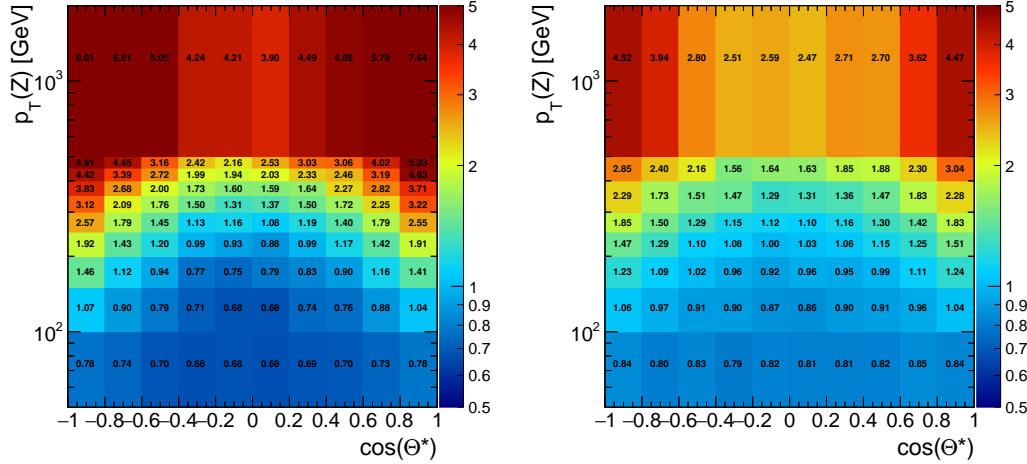 p_T(Z) [GeV]
10³
10²
8.01 5.05 4.24 4.21 3.90 4.49 4.86 5.79 7.64
4.91 4.45 3.16 2.42 2.16 2.53 3.03 3.06 4.02 5.03
4.42 3.39 2.72 1.99 1.94 2.03 2.33 2.46 3.19 4.83
3.83 2.68 2.00 1.73 1.60 1.59 1.64 2.27 2.82 3.71
3.12 2.09 1.76 1.50 1.31 1.37 1.50 1.72 2.25 3.22
2.57 1.79 1.45 1.13 1.16 1.08 1.19 1.40 1.79 2.55
1.92 1.43 1.20 0.99 0.93 0.88 0.99 1.17 1.42 1.91
1.46 1.12 0.94 0.77 0.75 0.79 0.83 0.90 1.16 1.41
1.07 0.90 0.79 0.71 0.68 0.68 0.74 0.76 0.88 1.04
0.78 0.74 0.70 0.68 0.68 0.68 0.69 0.70 0.73 0.78
−1 −0.8 −0.6 −0.4 −0.2 0 0.2 0.4 0.6 0.8 1
cos(Θ*)
5
4
3
2
1
0.9
0.8
0.7
0.6
0.5
p_T(Z) [GeV]
10³
10²
4.52 3.94 2.80 2.51 2.59 2.47 2.71 2.70 3.62 4.47
2.85 2.40 2.16 1.56 1.64 1.63 1.85 1.88 2.30 3.04
2.29 1.73 1.51 1.47 1.29 1.31 1.36 1.47 1.83 2.28
1.85 1.50 1.29 1.15 1.12 1.10 1.16 1.30 1.42 1.83
1.47 1.29 1.10 1.08 1.00 1.03 1.06 1.15 1.25 1.51
1.23 1.09 1.02 0.96 0.92 0.96 0.95 0.99 1.11 1.24
1.06 0.97 0.91 0.90 0.87 0.86 0.92 0.91 0.96 1.04
0.84 0.80 0.83 0.79 0.82 0.81 0.81 0.82 0.85 0.84
−1 −0.8 −0.6 −0.4 −0.2 0 0.2 0.4 0.6 0.8 1
cos(Θ*)
5
4
3
2
1
0.9
0.8
0.7
0.6
0.5